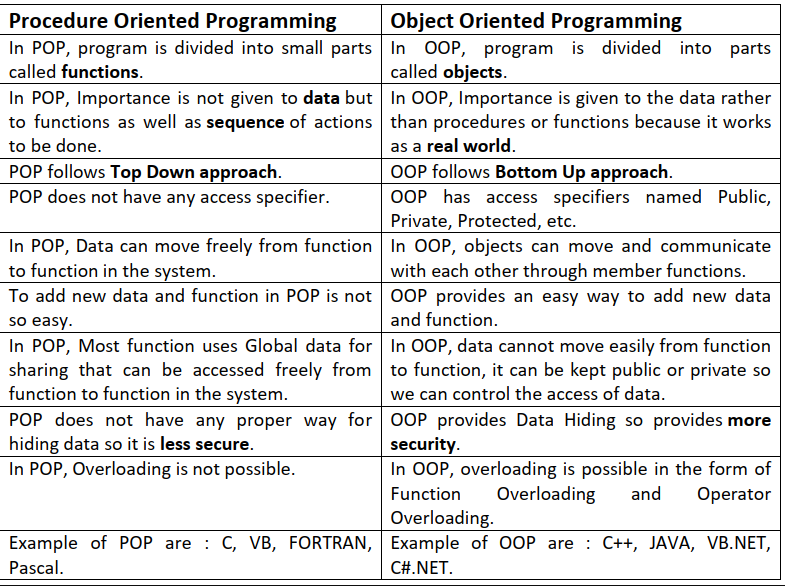 Procedure Oriented Programming
Object Oriented Programming
In POP, program is divided into small parts
called functions.
In OOP, program is divided into parts
called objects.
In POP, Importance is not given to data but
to functions as well as sequence of actions
to be done.
In OOP, Importance is given to the data rather
than procedures or functions because it works
as a real world.
POP follows Top Down approach.
OOP follows Bottom Up approach.
POP does not have any access specifier.
OOP has access specifiers named Public,
Private, Protected, etc.
In POP, Data can move freely from function
to function in the system.
In OOP, objects can move and communicate
with each other through member functions.
To add new data and function in POP is not
so easy.
OOP provides an easy way to add new data
and function.
In POP, Most function uses Global data for
sharing that can be accessed freely from
function to function in the system.
In OOP, data cannot move easily from function
to function, it can be kept public or private so
we can control the access of data.
POP does not have any proper way for
hiding data so it is less secure.
OOP provides Data Hiding so provides more
security.
In POP, Overloading is not possible.
In OOP, overloading is possible in the form of
Function Overloading and Operator
Overloading.
Example of POP are : C, VB, FORTRAN,
Pascal.
Example of OOP are : C++, JAVA, VB.NET,
C#.NET.